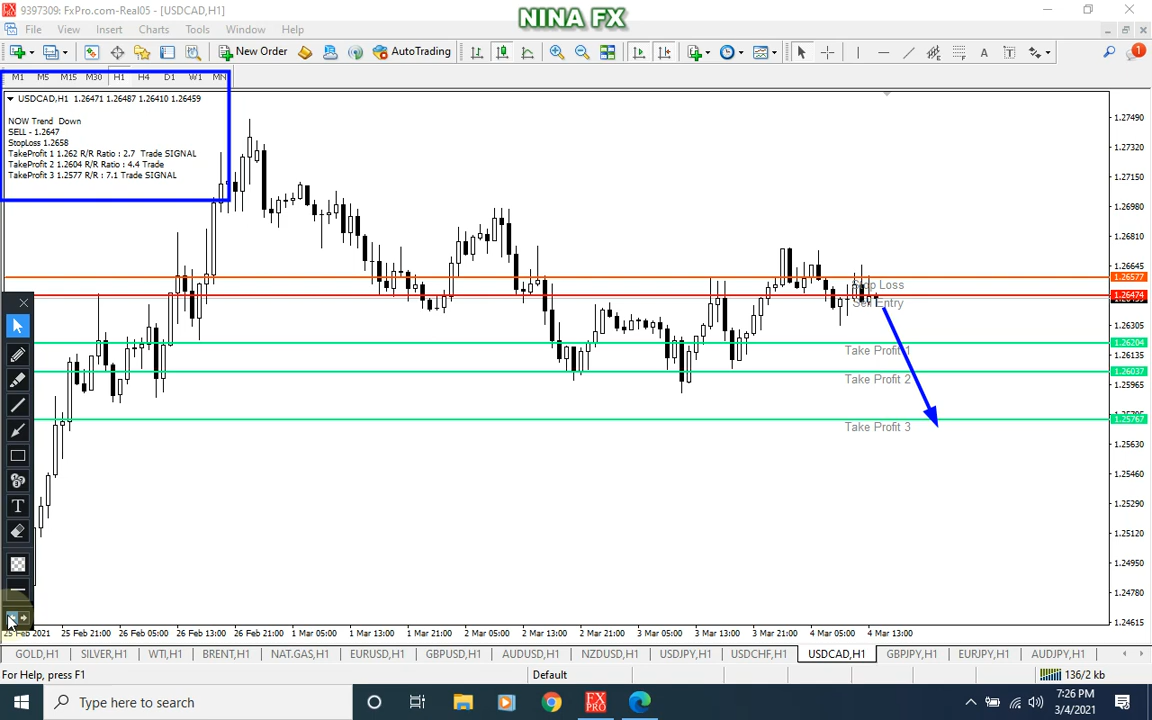 9397309: FxPro.com-Real05 - [USDCAD,H1]
NINA FX
File View Insert Charts Tools Window Help
New Order AutoTrading
1
M1 M5 M15 M30 H1 H4 D1 W1 MN
USDCAD,H1 1.26471 1.26487 1.26410 1.26459
NOW Trend Down
SELL - 1.2647
StopLoss 1.2658
TakeProfit 1 1.262 R/R Ratio : 2.7 Trade SIGNAL
TakeProfit 2 1.2604 R/R Ratio : 4.4 Trade
TakeProfit 3 1.2577 R/R : 7.1 Trade SIGNAL
1.27490
1.27320
1.27150
1.26980
1.26810
1.26645
1.26577
Stop Loss
1.26474
Sell Entry
1.26305
1.26204
Take Profit 1
1.26135
1.26037
Take Profit 2
1.25965
1.25767
Take Profit 3
1.25630
1.25460
1.25290
1.25120
1.24950
1.24780
1.24615
25 Feb 2021 25 Feb 21:00 26 Feb 05:00 26 Feb 13:00 26 Feb 21:00 1 Mar 05:00 1 Mar 13:00 1 Mar 21:00 2 Mar 05:00 2 Mar 13:00 2 Mar 21:00 3 Mar 05:00 3 Mar 13:00 3 Mar 21:00 4 Mar 05:00 4 Mar 13:00
GOLD,H1 SILVER,H1 WTI,H1 BRENT,H1 NAT.GAS,H1 EURUSD,H1 GBPUSD,H1 AUDUSD,H1 NZDUSD,H1 USDJPY,H1 USDCHF,H1 USDCAD,H1 GBPJPY,H1 EURJPY,H1 AUDJPY,H1
For Help, press F1 Default 136/2 kb
Type here to search
7:26 PM
3/4/2021